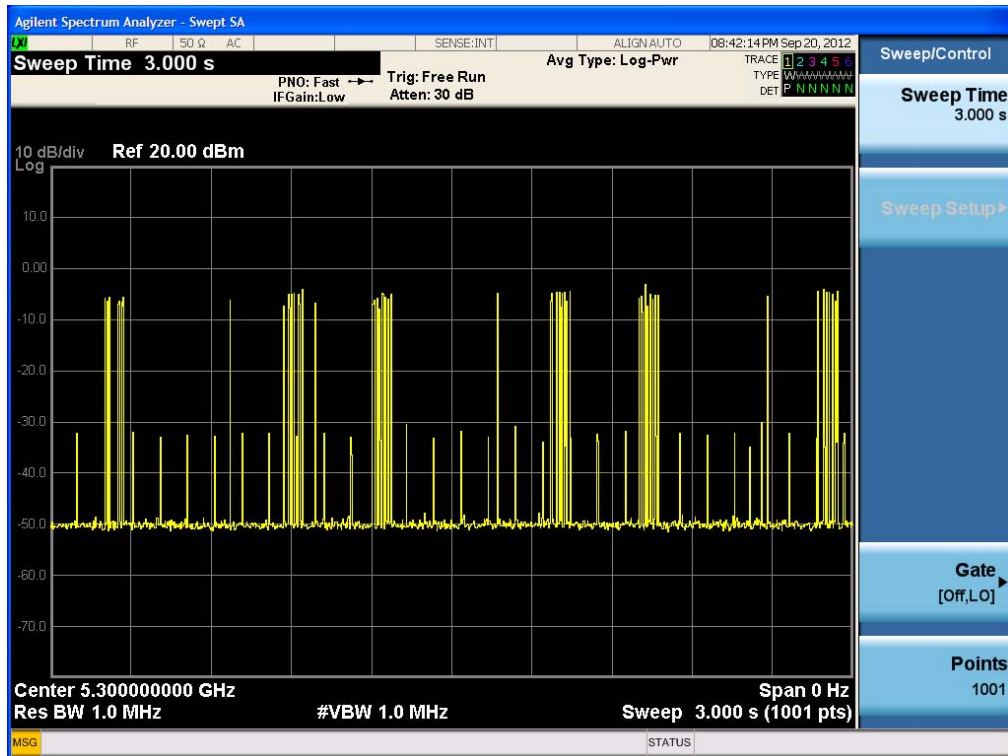 Agilent Spectrum Analyzer - Swept SA
LXI RF 50 Ω AC SENSE:INT ALIGN AUTO 08:42:14 PM Sep 20, 2012
Sweep Time 3.000 s
PNO: Fast
IFGain:Low
Trig: Free Run
Atten: 30 dB
Avg Type: Log-Pwr
TRACE 1 2 3 4 5 6
TYPE
DET P N N N N N
10 dB/div
Log
Ref 20.00 dBm
10.0
0.00
-10.0
-20.0
-30.0
-40.0
-50.0
-60.0
-70.0
Center 5.300000000 GHz
Span 0 Hz
Res BW 1.0 MHz
#VBW 1.0 MHz
Sweep 3.000 s (1001 pts)
MSG
STATUS
Sweep/Control
Sweep Time
3.000 s
Sweep Setup
Gate
[Off,LO]
Points
1001